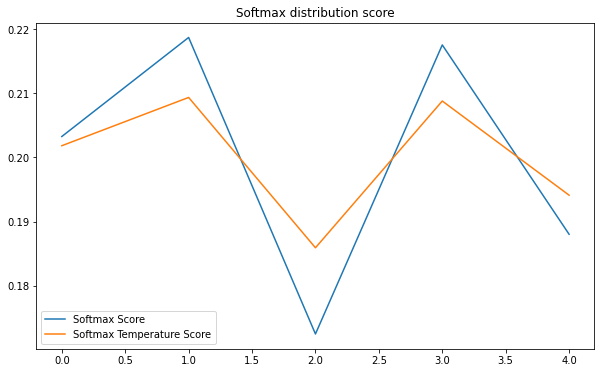 Softmax distribution score
0.22
0.21
0.20
0.19
0.18
Softmax Score
Softmax Temperature Score
0.0 0.5 1.0 1.5 2.0 2.5 3.0 3.5 4.0